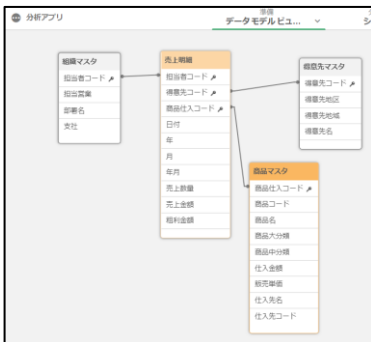 分析アプリ
準備
データモデルビュ...
組織マスタ
担当者コード
担当営業
部署名
支社
売上明細
担当者コード
得意先コード
商品仕入コード
日付
年
月
年月
売上数量
売上金額
粗利金額
得意先マスタ
得意先コード
得意先地区
得意先地域
得意先名
商品マスタ
商品仕入コード
商品コード
商品名
商品大分類
商品中分類
仕入金額
販売単価
仕入先名
仕入先コード